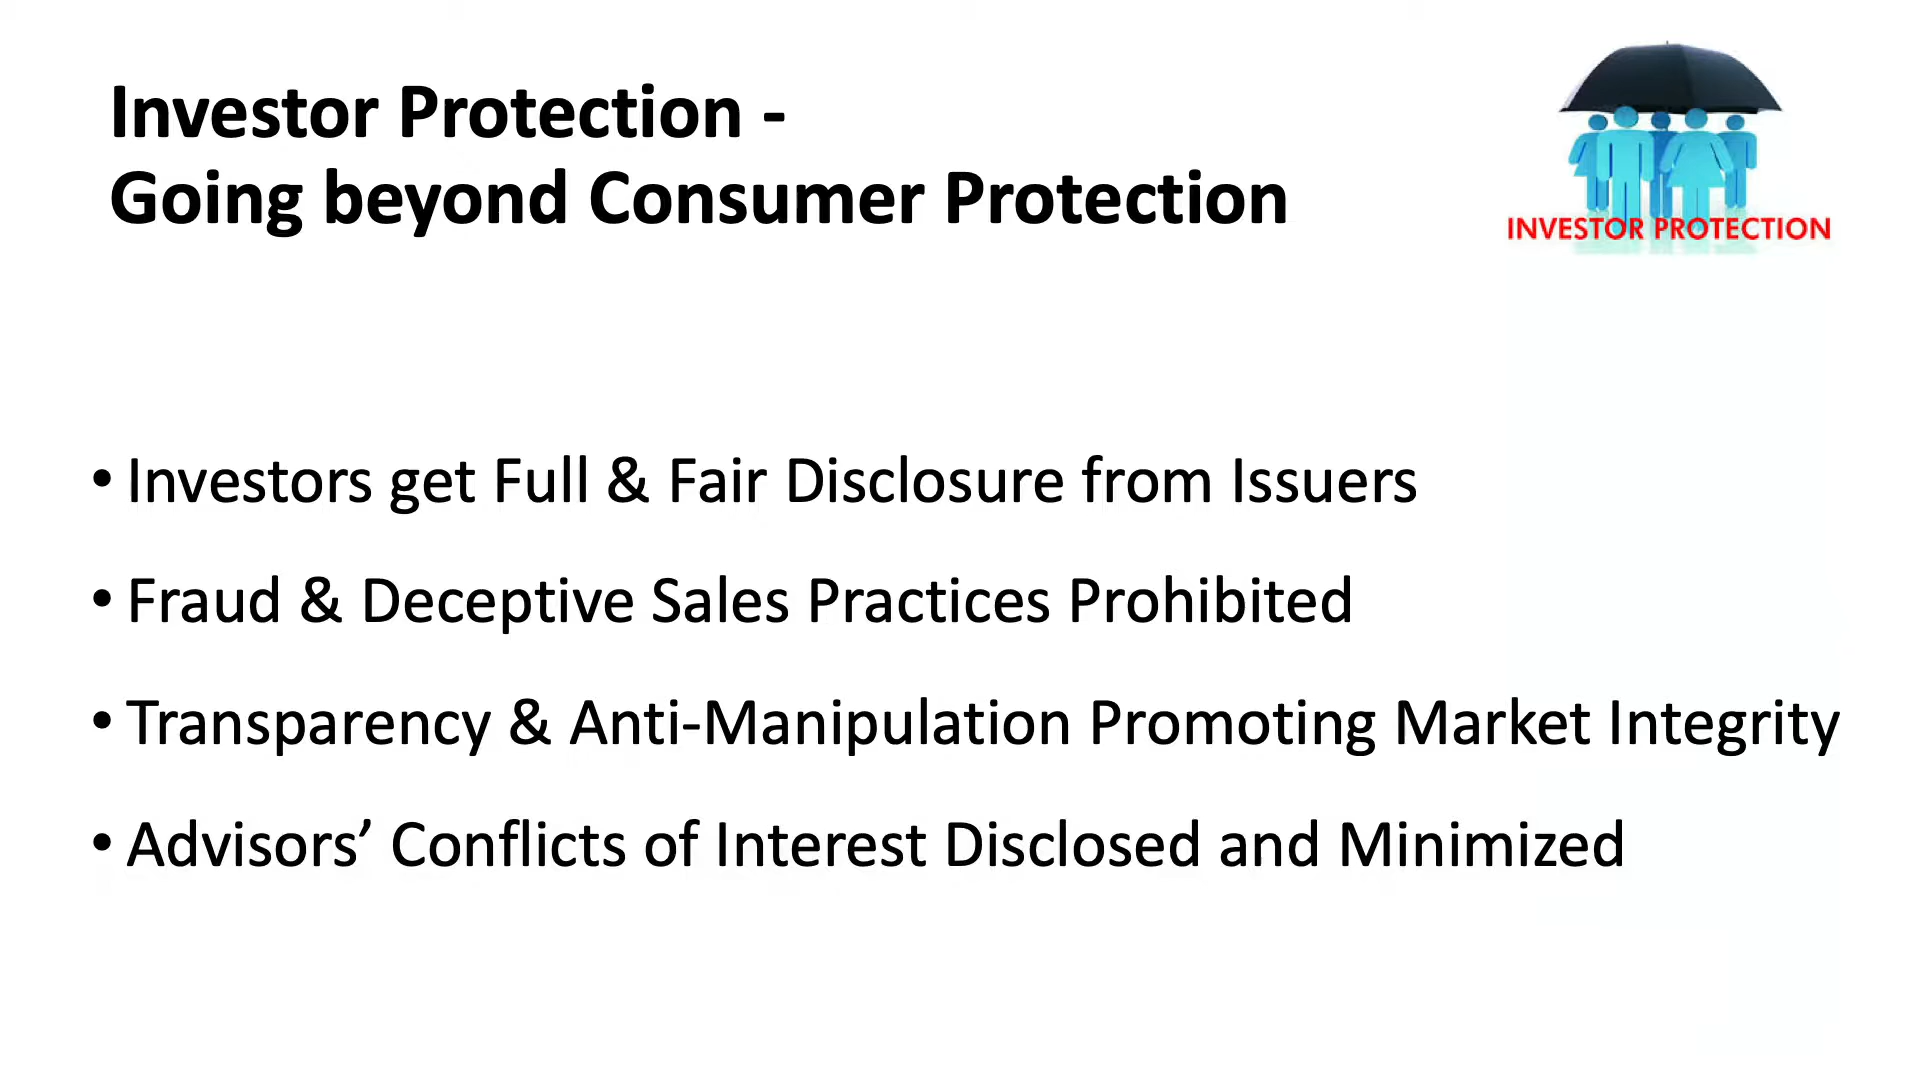 Investor Protection -
Going beyond Consumer Protection
INVESTOR PROTECTION
• Investors get Full & Fair Disclosure from Issuers
• Fraud & Deceptive Sales Practices Prohibited
• Transparency & Anti-Manipulation Promoting Market Integrity
• Advisors’ Conflicts of Interest Disclosed and Minimized